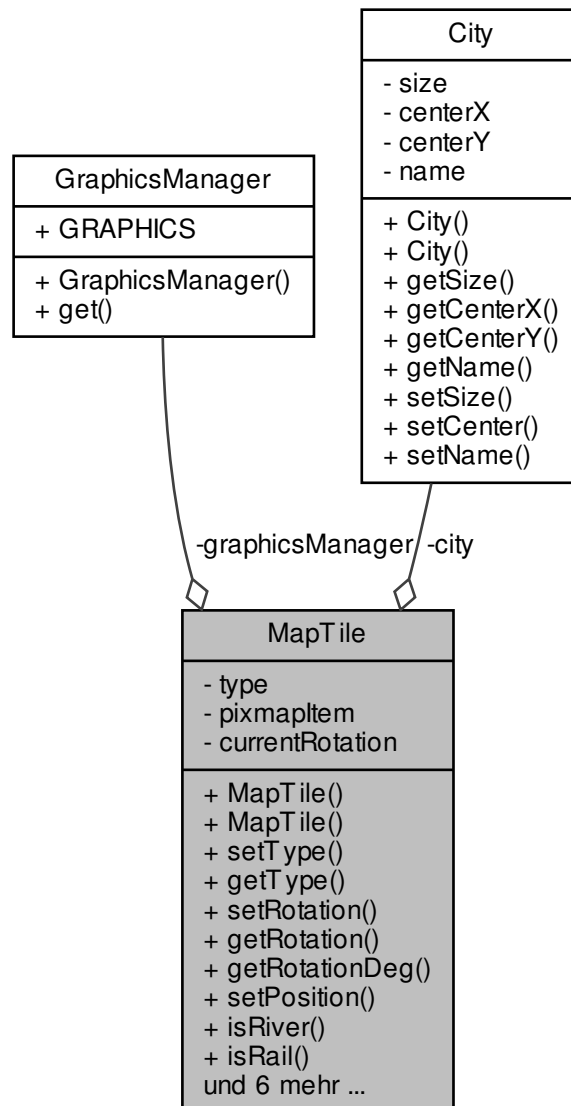 City
- size
- centerX
- centerY
- name
+ City()
+ City()
+ getSize()
+ getCenterX()
+ getCenterY()
+ getName()
+ setSize()
+ setCenter()
+ setName()
GraphicsManager
+ GRAPHICS
+ GraphicsManager()
+ get()
-graphicsManager
-city
MapTile
- type
- pixmapItem
- currentRotation
+ MapTile()
+ MapTile()
+ setType()
+ getType()
+ setRotation()
+ getRotation()
+ getRotationDeg()
+ setPosition()
+ isRiver()
+ isRail()
und 6 mehr ...